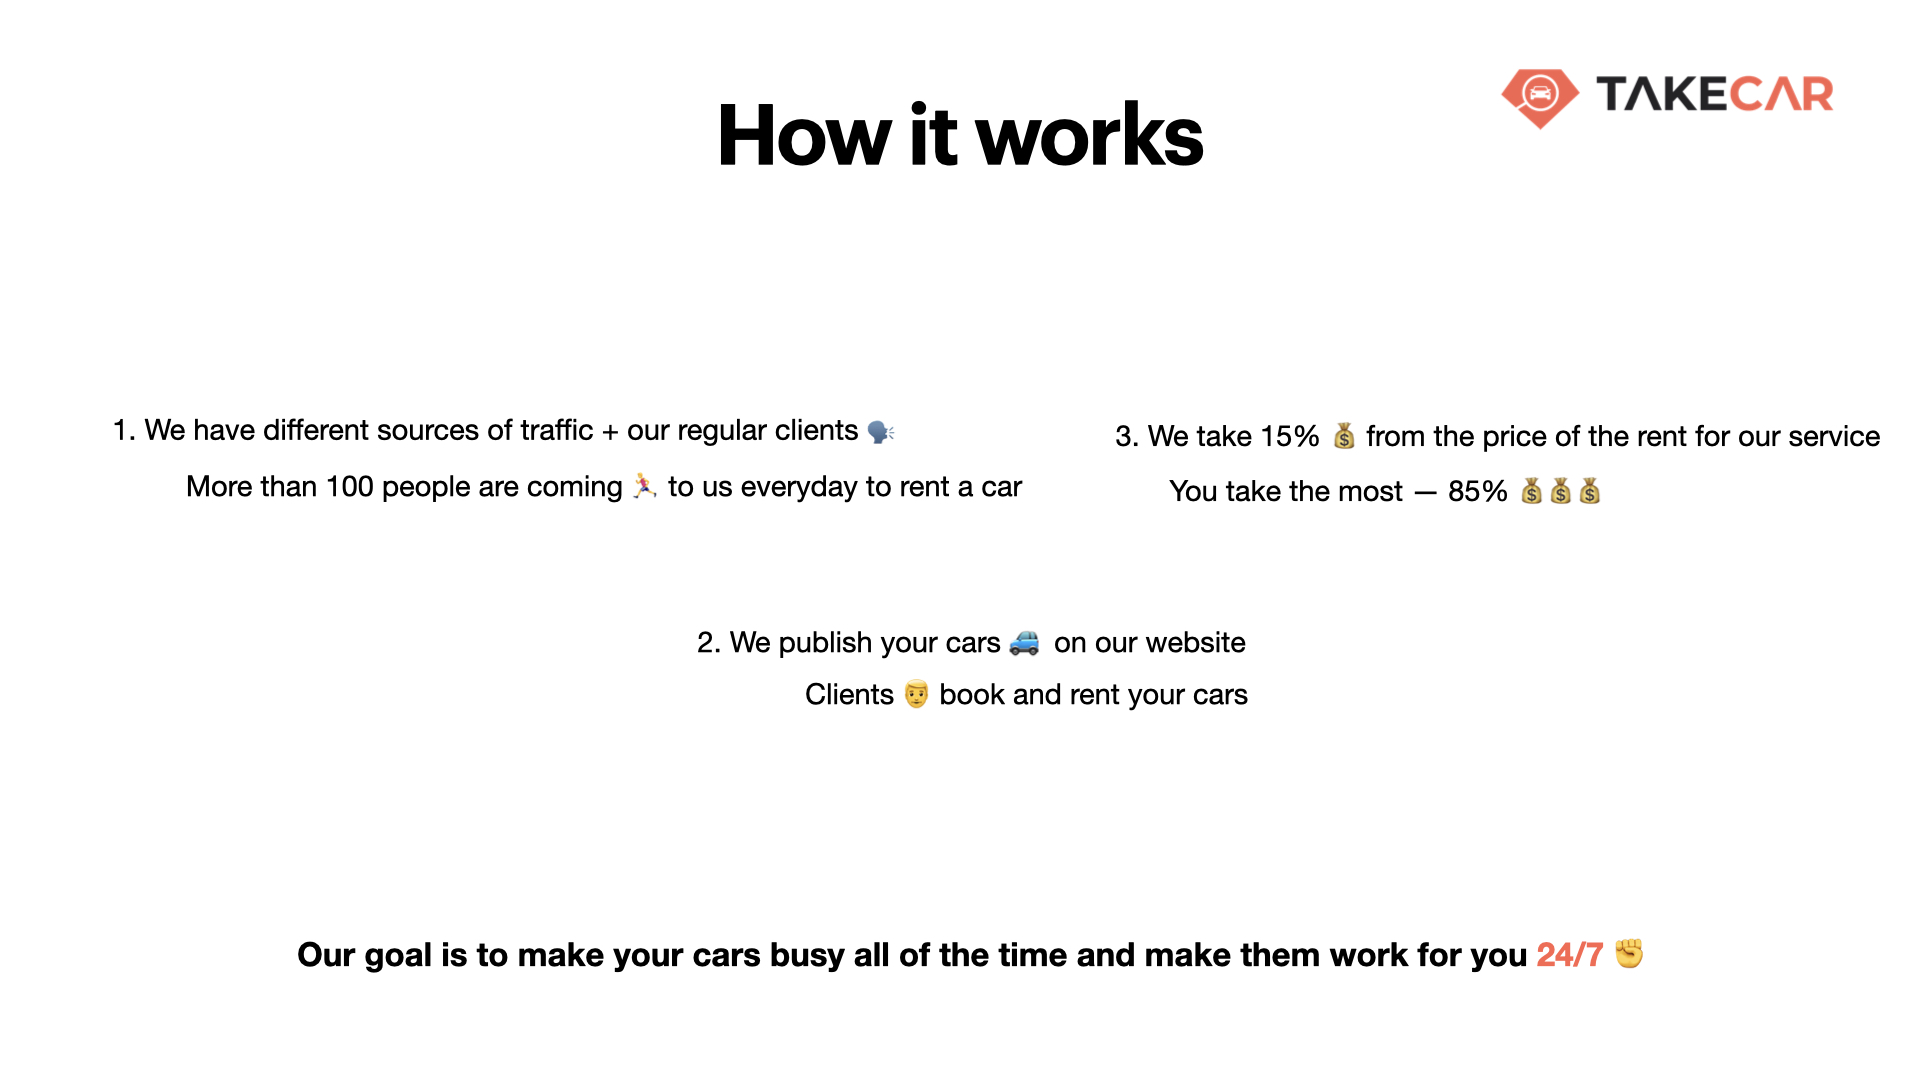 TAKECAR
How it works
1. We have different sources of traffic + our regular clients 🗣️
More than 100 people are coming 🏃‍♀️ to us everyday to rent a car
3. We take 15% 💰 from the price of the rent for our service
You take the most — 85% 💰💰💰
2. We publish your cars 🚙 on our website
Clients 👨 book and rent your cars
Our goal is to make your cars busy all of the time and make them work for you 24/7 ✊